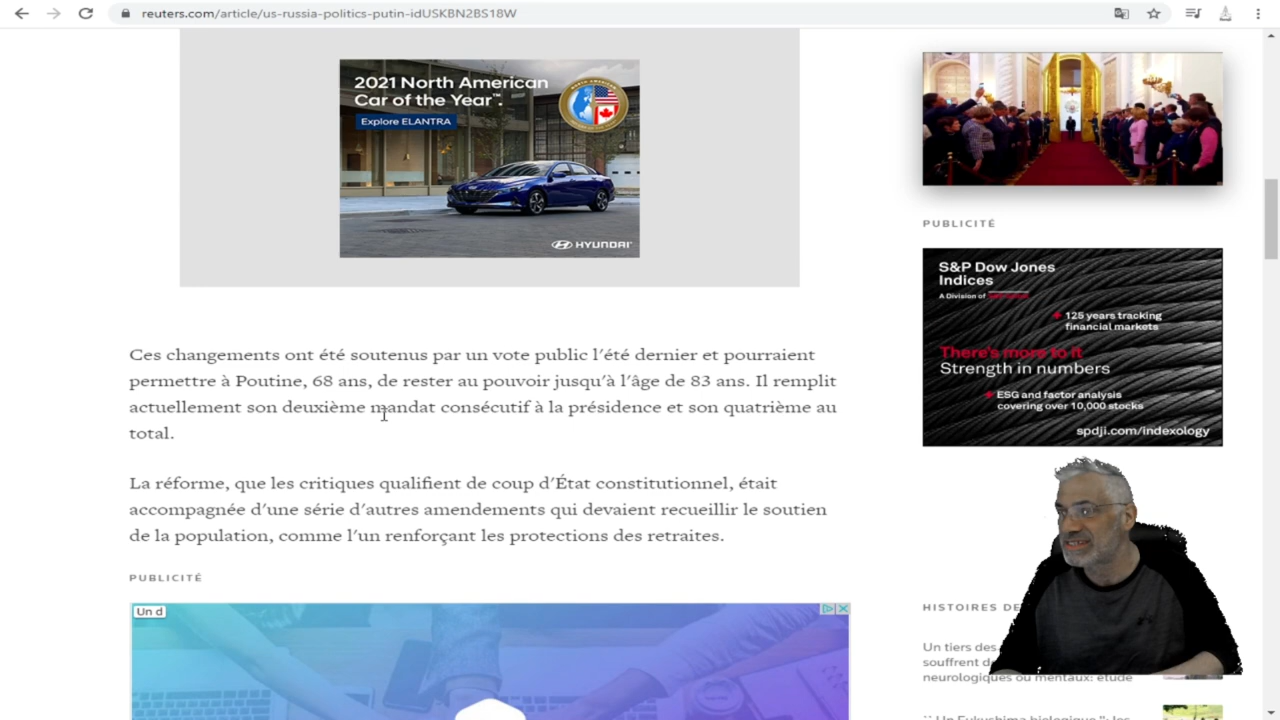 reuters.com/article/us-russia-politics-putin-idUSKBN2BS18W
2021 North American
Car of the Year™.
Explore ELANTRA
HYUNDAI
Ces changements ont été soutenus par un vote public l'été dernier et pourraient
permettre à Poutine, 68 ans, de rester au pouvoir jusqu'à l'âge de 83 ans. Il remplit
actuellement son deuxième mandat consécutif à la présidence et son quatrième au
total.
La réforme, que les critiques qualifient de coup d'État constitutionnel, était
accompagnée d'une série d'autres amendements qui devaient recueillir le soutien
de la population, comme l'un renforçant les protections des retraites.
PUBLICITÉ
Un d
PUBLICITÉ
S&P Dow Jones
Indices
A Division of
125 years tracking
financial markets
There's more to it
Strength in numbers
ESG and factor analysis
covering over 10,000 stocks
spdji.com/indexology
HISTOIRES DE
Un tiers des
souffrent
neurologiques ou mentaux: étude
Un Fukushima biologique